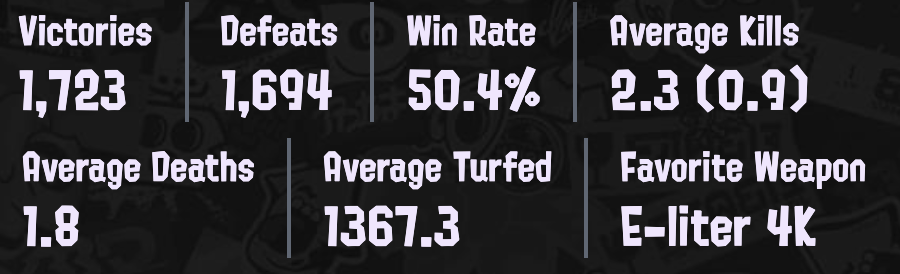 Victories Defeats Win Rate Average Kills
1,723 1,694 50.4% 2.3 (0.9)
Average Deaths Average Turfed Favorite Weapon
1.8 1367.3 E-liter 4K